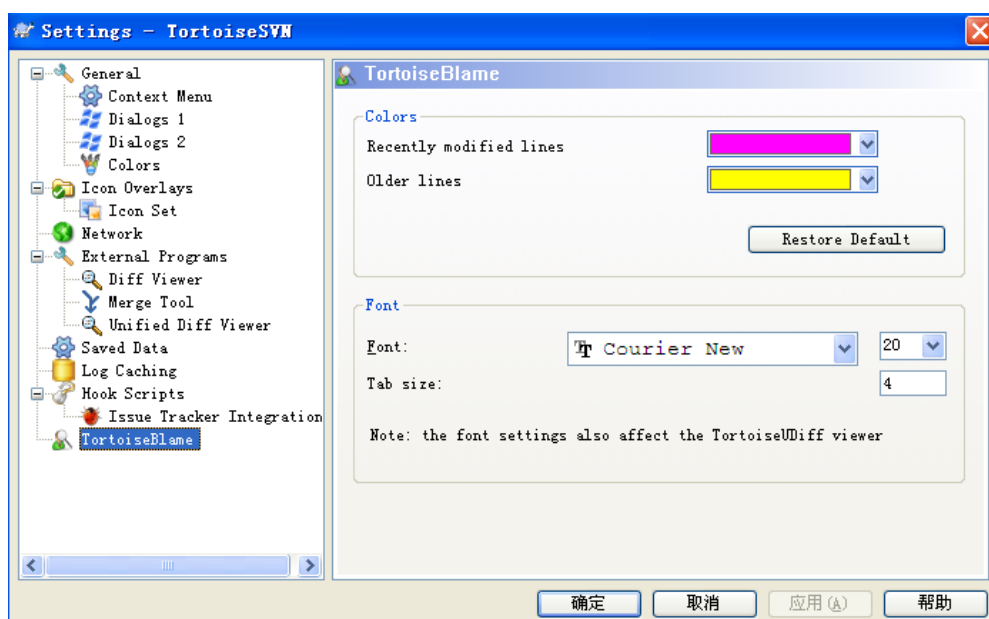 Settings - TortoiseSVN
General
Context Menu
Dialogs 1
Dialogs 2
Colors
Icon Overlays
Icon Set
Network
External Programs
Diff Viewer
Merge Tool
Unified Diff Viewer
Saved Data
Log Caching
Hook Scripts
Issue Tracker Integration
TortoiseBlame
TortoiseBlame
Colors
Recently modified lines
Older lines
Restore Default
Font
Font: Courier New 20
Tab size: 4
Note: the font settings also affect the TortoiseUDiff viewer
确定 取消 应用(A) 帮助